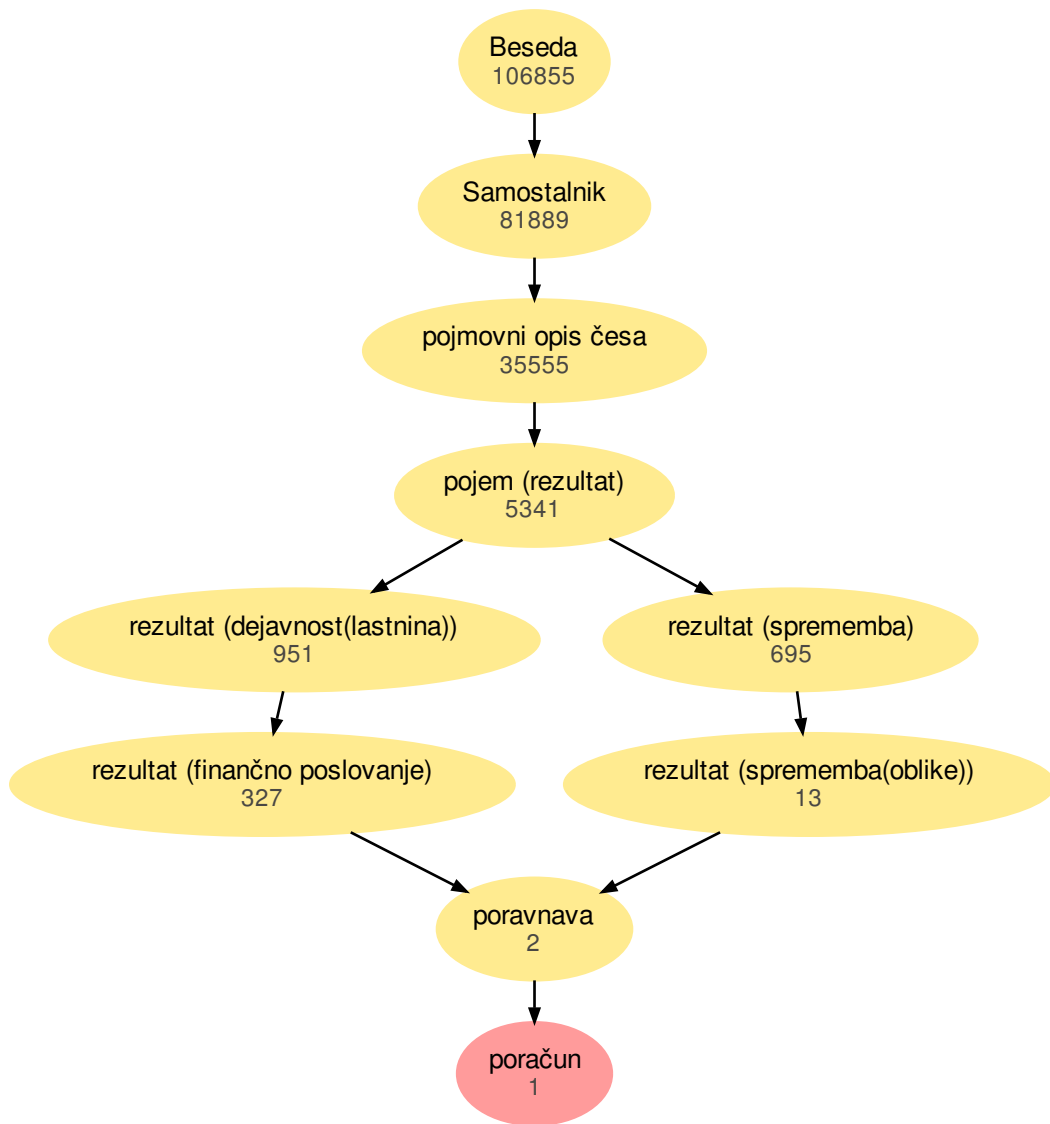 Beseda
106855
Samostalnik
81889
pojmovni opis česa
35555
pojem (rezultat)
5341
rezultat (dejavnost(lastnina))
951
rezultat (sprememba)
695
rezultat (finančno poslovanje)
327
rezultat (sprememba(oblike))
13
poravnava
2
poračun
1